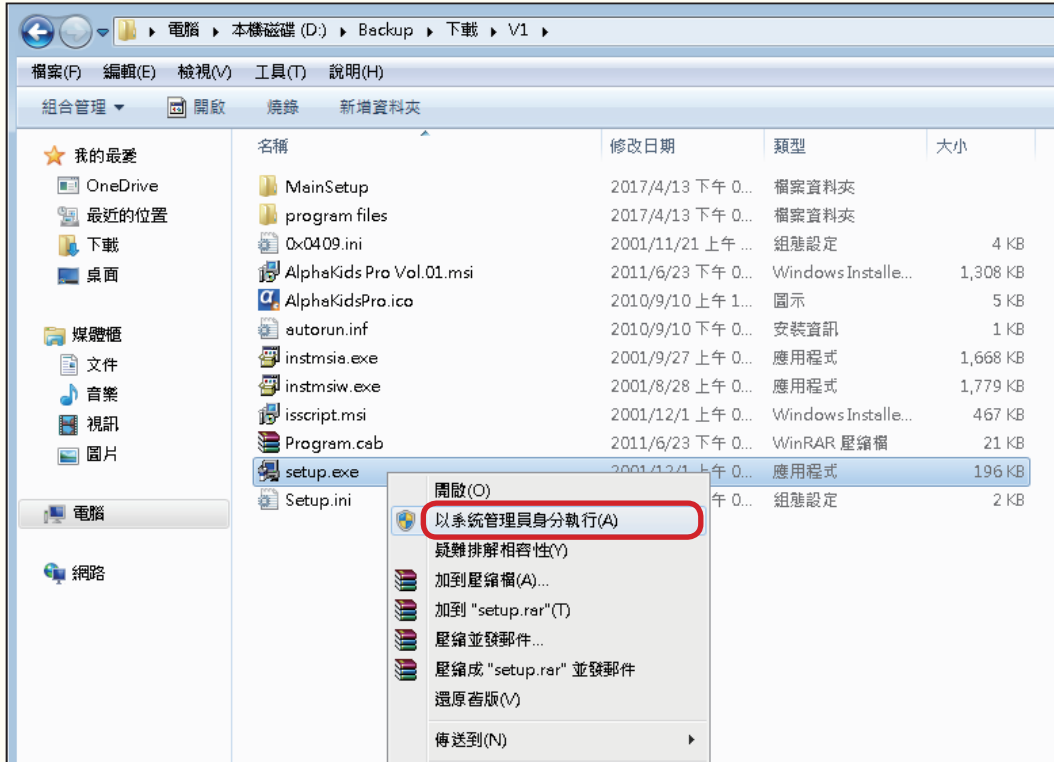 電腦 本機磁碟 (D:) Backup 下載 V1
檔案(F) 編輯(E) 檢視(V) 工具(T) 說明(H)
組合管理 開啟 燒錄 新增資料夾
我的最愛
OneDrive
最近的位置
下載
桌面
媒體櫃
文件
音樂
視訊
圖片
電腦
網路
名稱 修改日期 類型 大小
MainSetup 2017/4/13 下午 0... 檔案資料夾
program files 2017/4/13 下午 0... 檔案資料夾
0x0409.ini 2001/11/21 上午 ... 組態設定 4 KB
AlphaKids Pro Vol.01.msi 2011/6/23 下午 0... Windows Installe... 1,308 KB
AlphaKidsPro.ico 2010/9/10 上午 1... 圖示 5 KB
autorun.inf 2010/9/10 下午 0... 安裝資訊 1 KB
instmsia.exe 2001/9/27 上午 0... 應用程式 1,668 KB
instmsiw.exe 2001/8/28 上午 0... 應用程式 1,779 KB
isscript.msi 2001/12/1 上午 0... Windows Installe... 467 KB
Program.cab 2011/6/23 下午 0... WinRAR 壓縮檔 21 KB
setup.exe 2001/12/1 上午 0... 應用程式 196 KB
Setup.ini 午 0... 組態設定 2 KB
開啟(O)
以系統管理員身分執行(A)
疑難排解相容性(Y)
加到壓縮檔(A)...
加到 "setup.rar"(T)
壓縮並發郵件...
壓縮成 "setup.rar" 並發郵件
還原舊版(V)
傳送到(N)